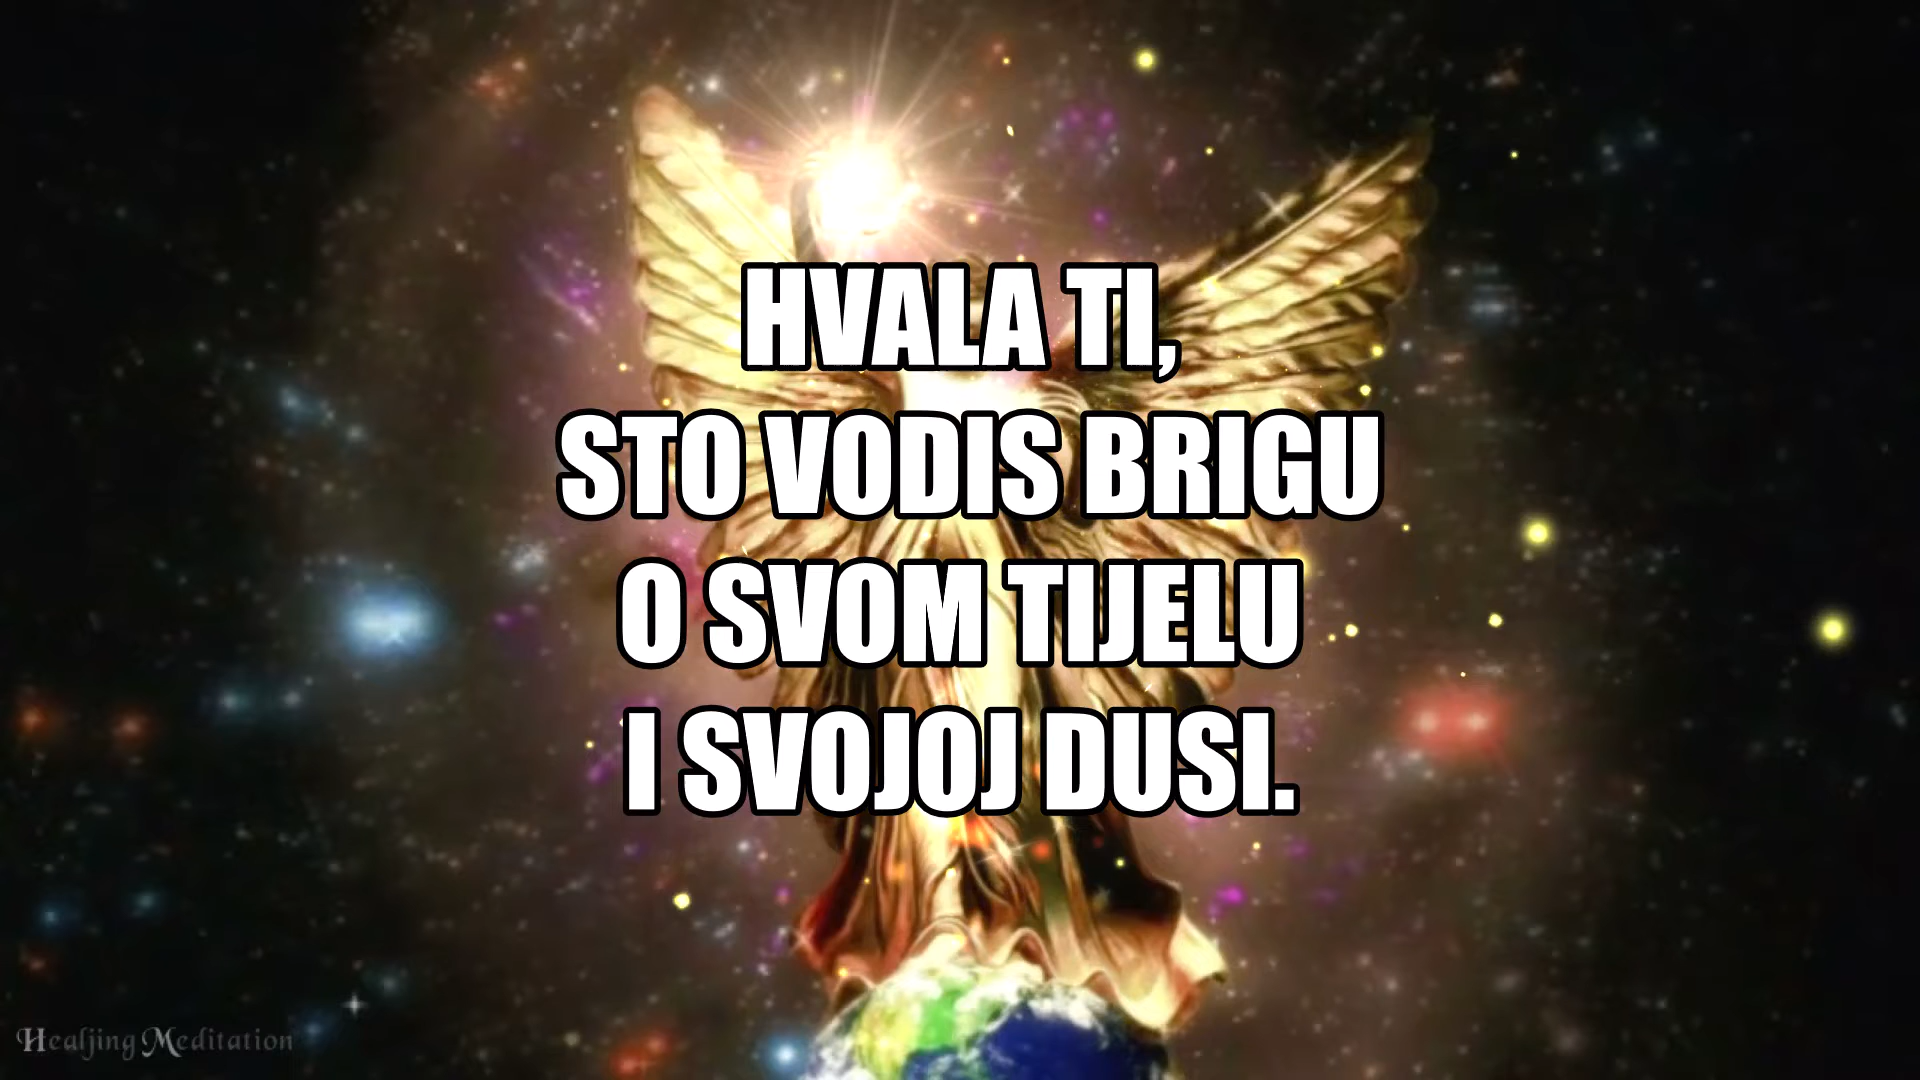 HVALA TI,
STO VODIS BRIGU
O SVOM TIJELU
I SVOJOJ DUSI.
Healjing Meditation